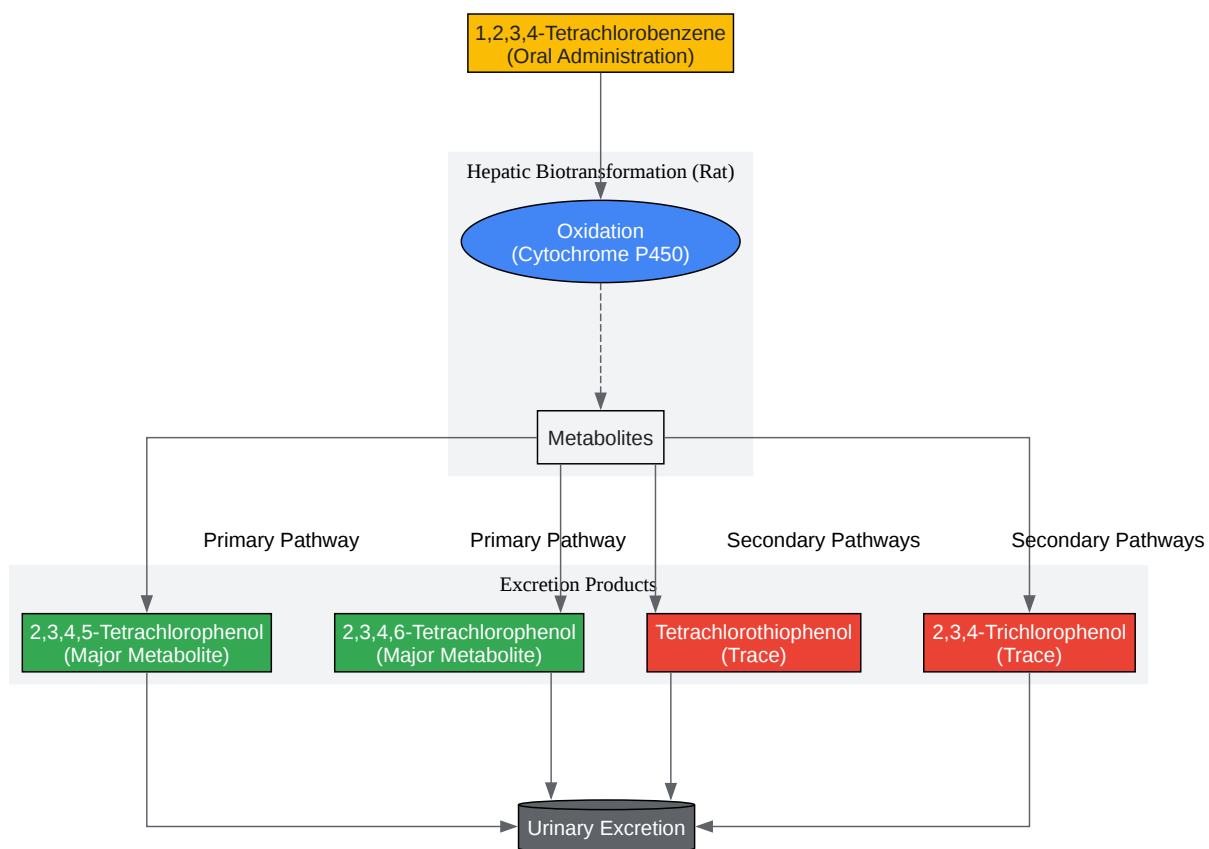 1,2,3,4-Tetrachlorobenzene
(Oral Administration)
Hepatic Biotransformation (Rat)
Oxidation
(Cytochrome P450)
Metabolites
Primary Pathway
Primary Pathway
Secondary Pathways
Secondary Pathways
Excretion Products
2,3,4,5-Tetrachlorophenol
(Major Metabolite)
2,3,4,6-Tetrachlorophenol
(Major Metabolite)
Tetrachlorothiophenol
(Trace)
2,3,4-Trichlorophenol
(Trace)
Urinary Excretion